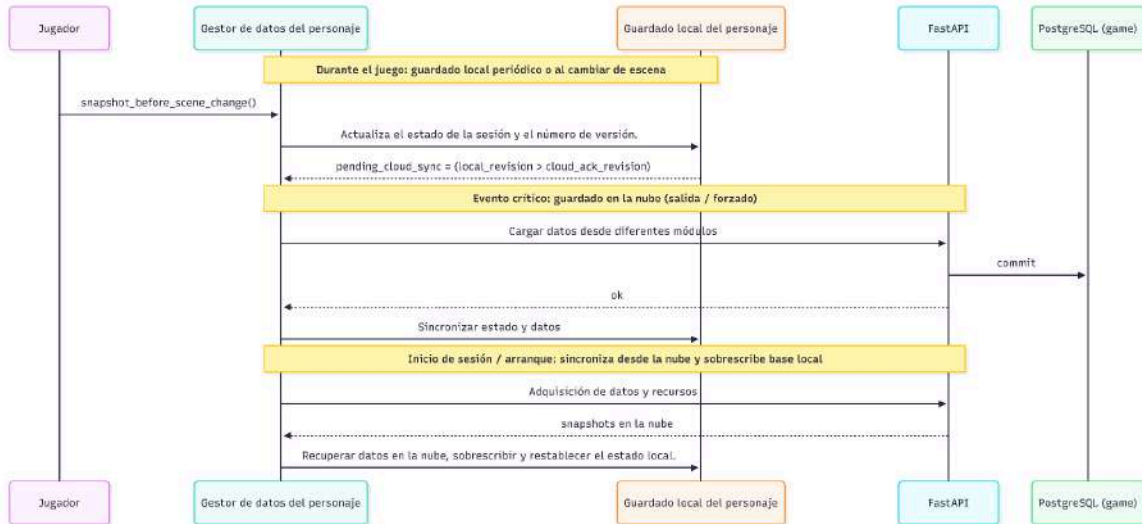 Jugador
Gestor de datos del personaje
Guardado local del personaje
FastAPI
PostgreSQL (game)
Durante el juego: guardado local periódico o al cambiar de escena
snapshot_before_scene_change()
Actualiza el estado de la sesión y el número de versión.
pending_cloud_sync = (local_revision > cloud_ack_revision)
Evento crítico: guardado en la nube (salida / forzado)
Cargar datos desde diferentes módulos
commit
ok
Sincronizar estado y datos
Inicio de sesión / arranque: sincroniza desde la nube y sobrescribe base local
Adquisición de datos y recursos
snapshots en la nube
Recuperar datos en la nube, sobrescribir y restablecer el estado local.
Jugador
Gestor de datos del personaje
Guardado local del personaje
FastAPI
PostgreSQL (game)